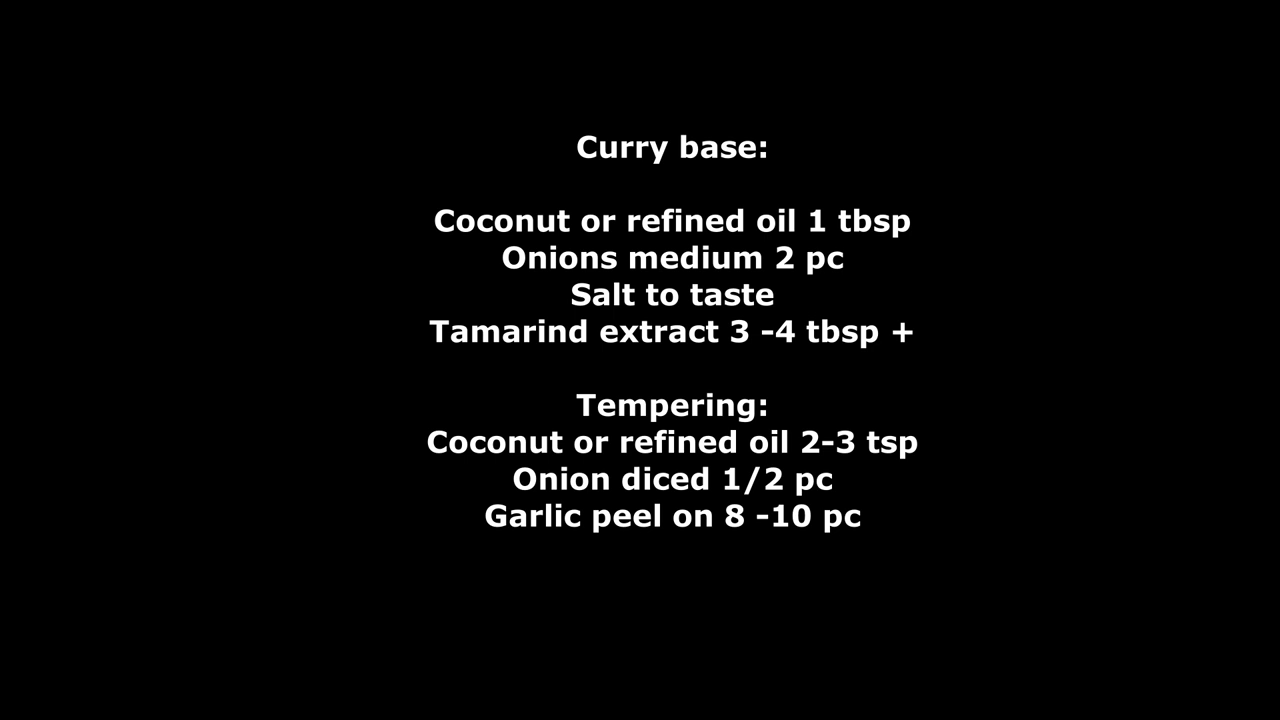 Curry base:
Coconut or refined oil 1 tbsp
Onions medium 2 pc
Salt to taste
Tamarind extract 3 -4 tbsp +
Tempering:
Coconut or refined oil 2-3 tsp
Onion diced 1/2 pc
Garlic peel on 8 -10 pc